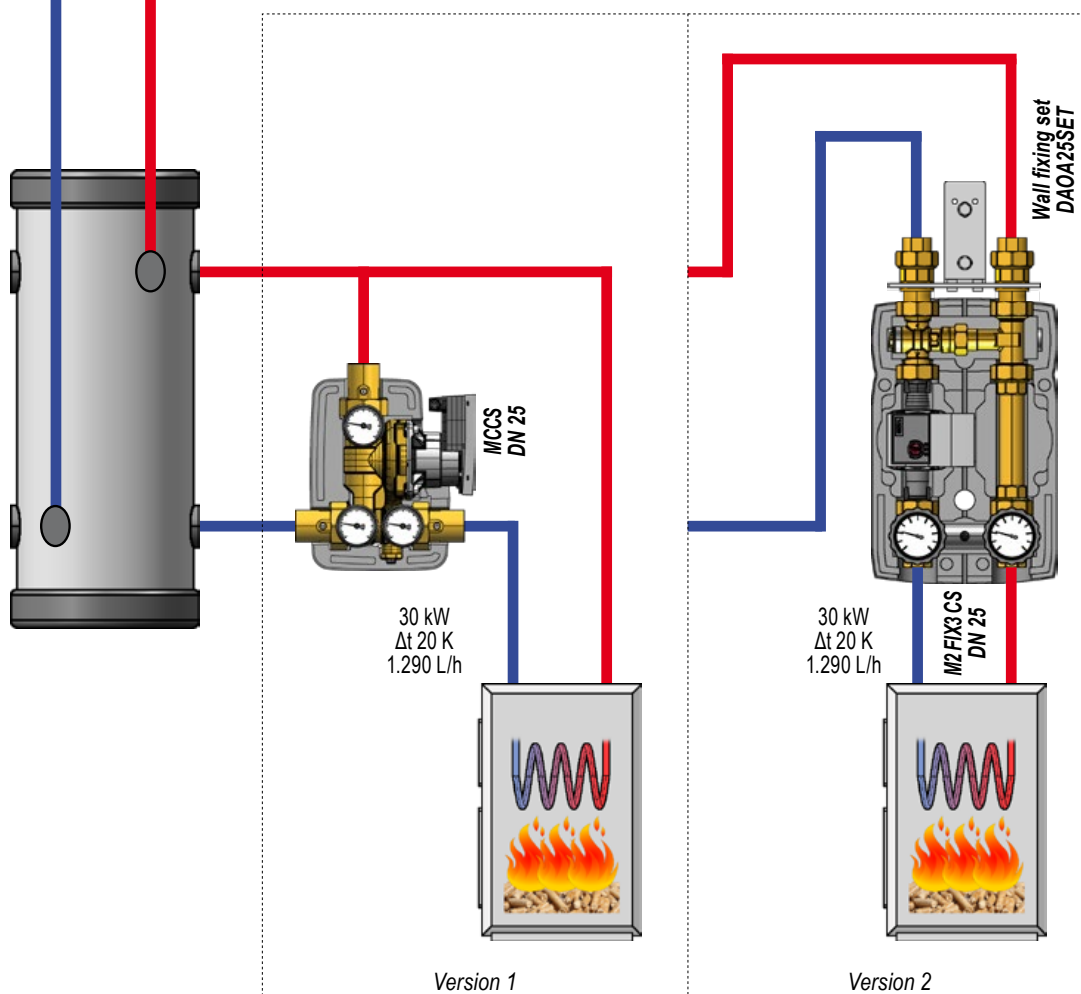 Wall fixing set
DAOA25SET
MCCS
DN 25
30 kW
Δt 20 K
1.290 L/h
30 kW
Δt 20 K
1.290 L/h
M2 FIX3 CS
DN 25
Version 1
Version 2